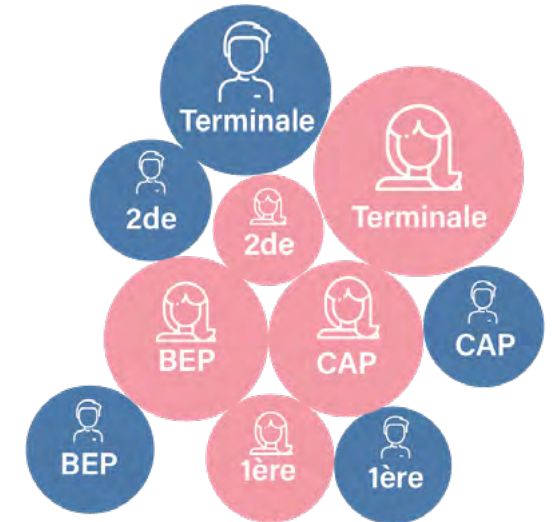 Terminale
Terminale
2de
2de
CAP
BEP
CAP
BEP
1ère
1ère